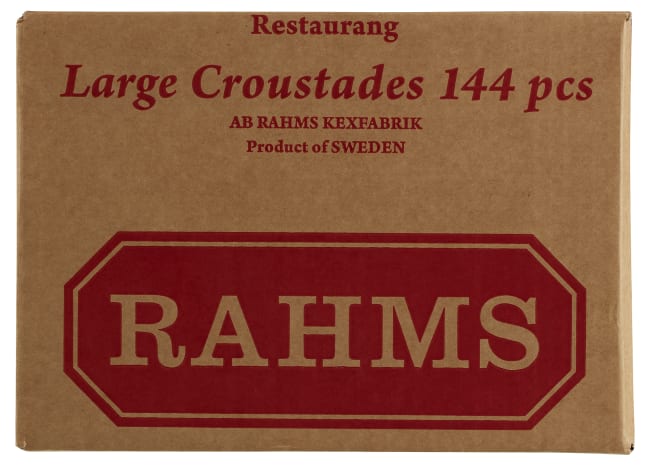 Restaurang
Large Croustades 144 pcs
AB RAHMS KEXFABRIK
Product of SWEDEN
RAHMS